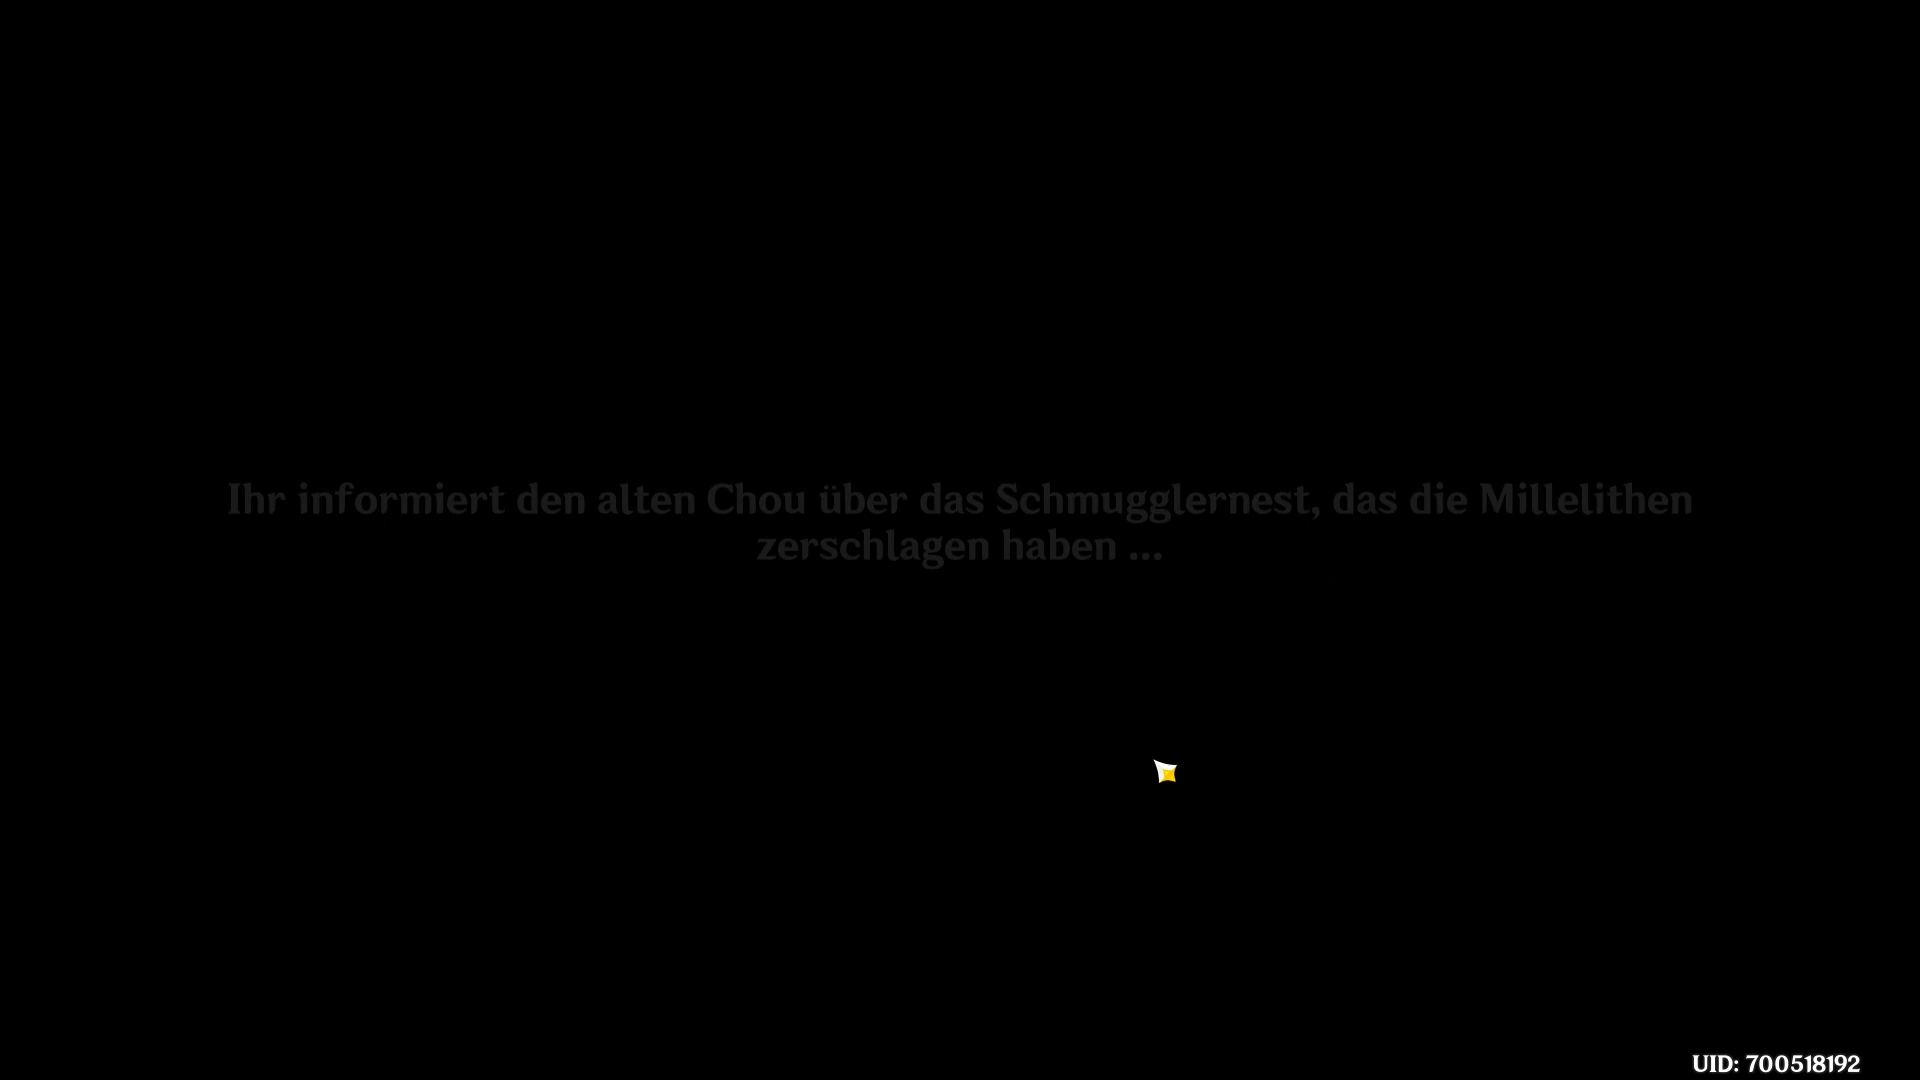 Ihr informiert den alten Chou über das Schmugglernest, das die Millelithen
zerschlagen haben ...
UID: 700518192